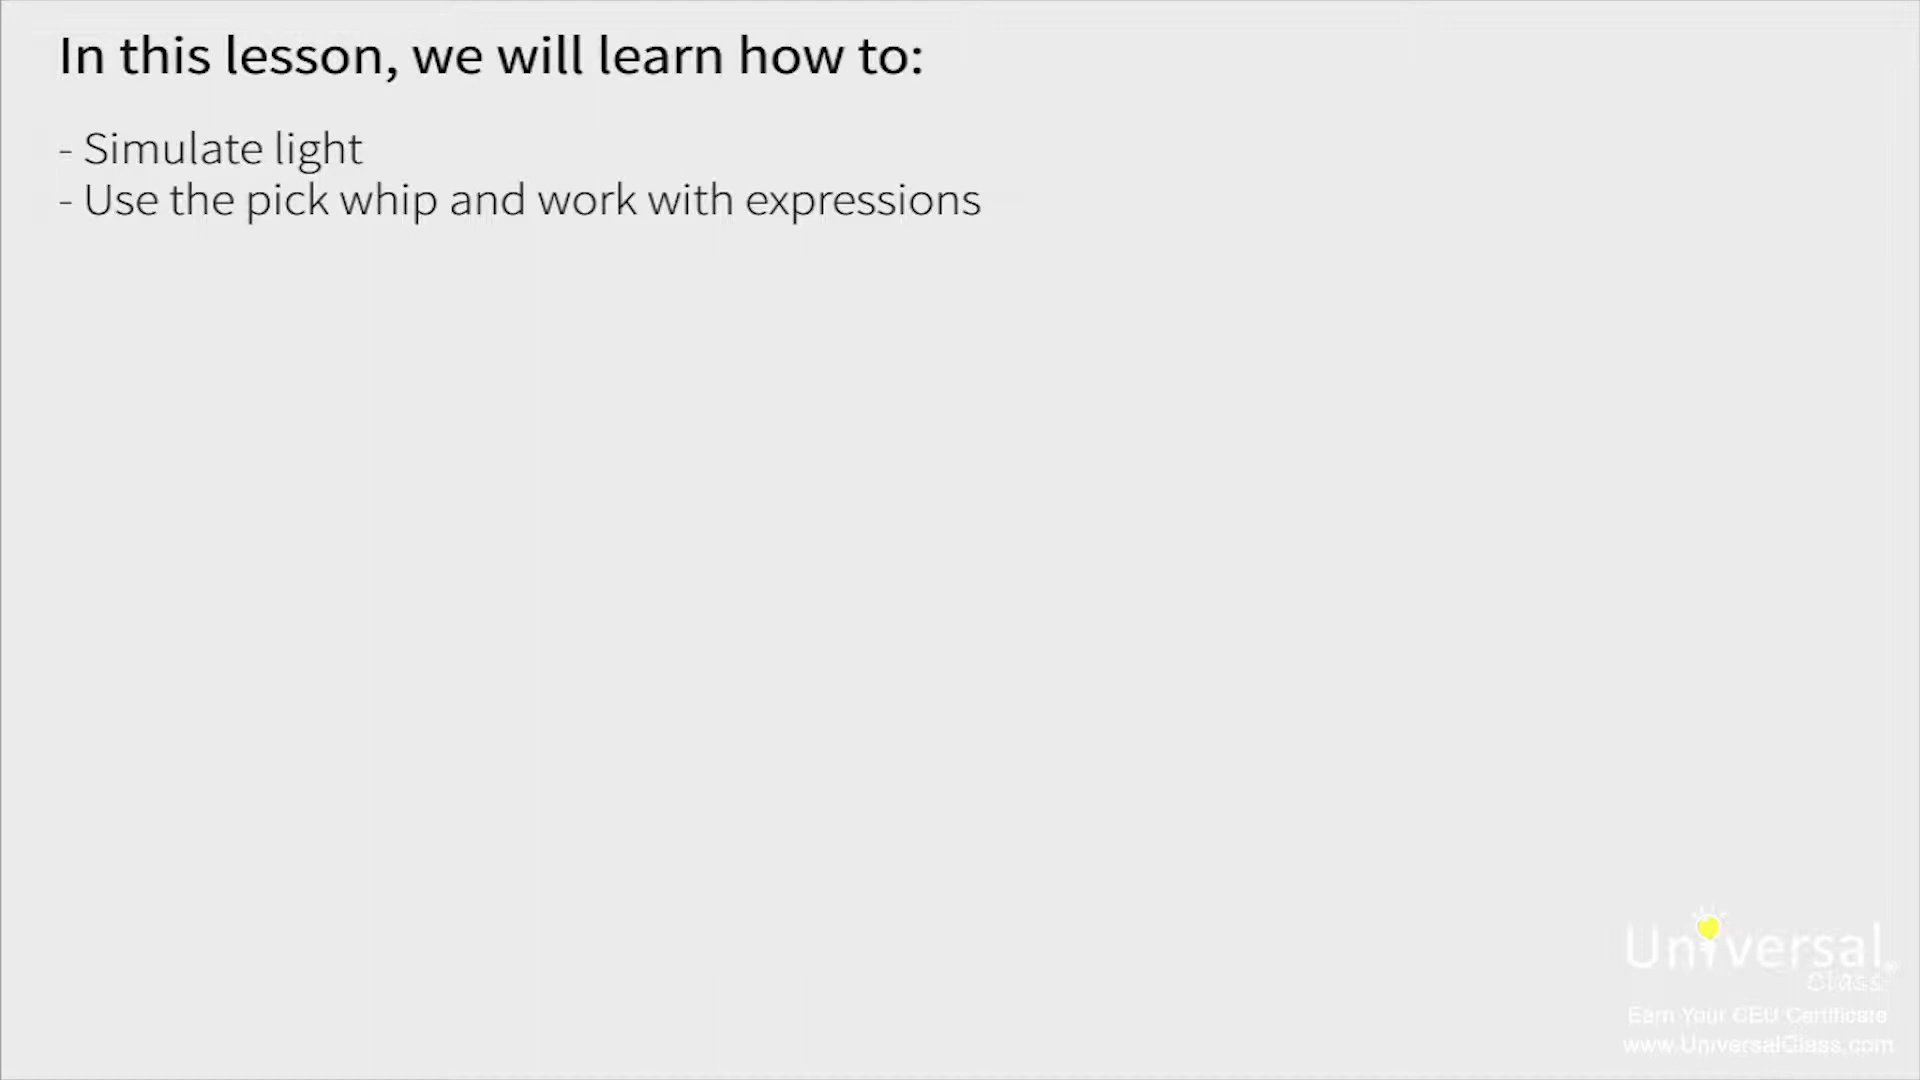 In this lesson, we will learn how to:
- Simulate light
- Use the pick whip and work with expressions
Universal
Class
Earn Your CEU Certificate
www.UniversalClass.com